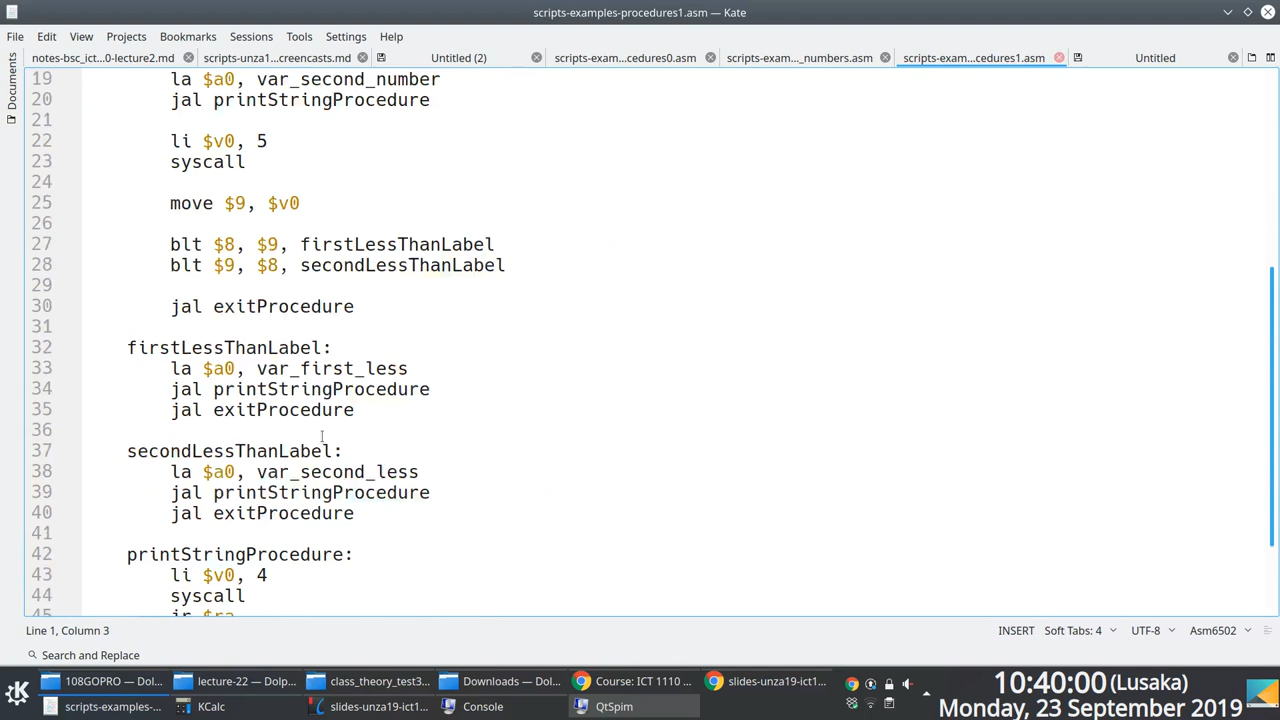 scripts-examples-procedures1.asm — Kate
File Edit View Projects Bookmarks Sessions Tools Settings Help
notes-bsc_ict...0-lecture2.md scripts-unza1...creencasts.md Untitled (2) scripts-exam...cedures0.asm scripts-exam..._numbers.asm scripts-exam...cedures1.asm Untitled
Documents
19 la $a0, var_second_number
20 jal printStringProcedure
21
22 li $v0, 5
23 syscall
24
25 move $9, $v0
26
27 blt $8, $9, firstLessThanLabel
28 blt $9, $8, secondLessThanLabel
29
30 jal exitProcedure
31
32 firstLessThanLabel:
33 la $a0, var_first_less
34 jal printStringProcedure
35 jal exitProcedure
36
37 secondLessThanLabel:
38 la $a0, var_second_less
39 jal printStringProcedure
40 jal exitProcedure
41
42 printStringProcedure:
43 li $v0, 4
44 syscall
45 jr $ra
Line 1, Column 3 INSERT Soft Tabs: 4 UTF-8 Asm6502
Search and Replace
108GOPRO — Dol... lecture-22 — Dolp... class_theory_test3... Downloads — Dol... Course: ICT 1110 ... slides-unza19-ict1...
scripts-examples-... KCalc slides-unza19-ict1... Console QtSpim
10:40:00 (Lusaka)
Monday, 23 September 2019